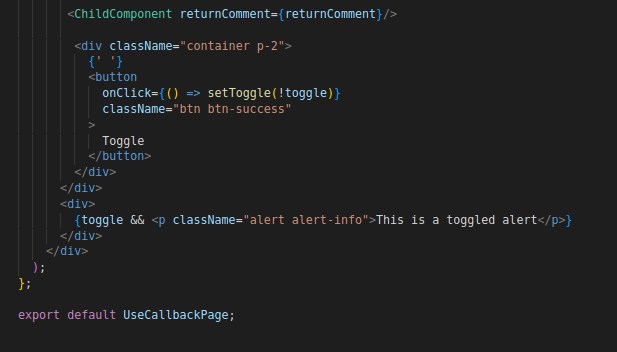 <ChildComponent returnComment={returnComment}/>
<div className="container p-2">
{' '}
<button
onClick={() => setToggle(!toggle)}
className="btn btn-success"
>
Toggle
</button>
</div>
</div>
<div>
{toggle && <p className="alert alert-info">This is a toggled alert</p>}
</div>
</div>
);
};
export default UseCallbackPage;